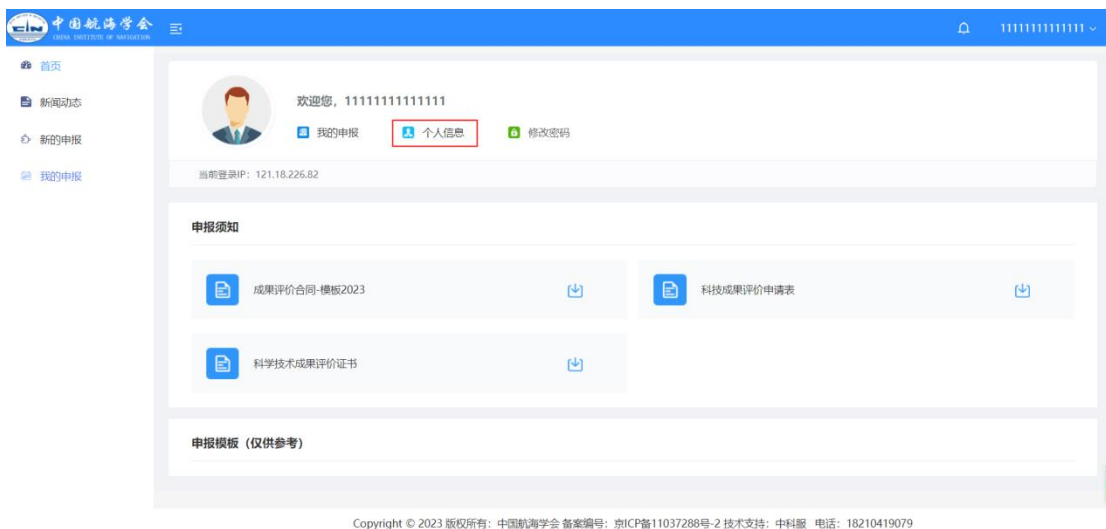 中国航海学会
CHINA INSTITUTE OF NAVIGATION
CIN
11111111111111
首页
新闻动态
新的申报
我的申报
欢迎您, 11111111111111
我的申报 个人信息 修改密码
当前登录IP: 121.18.226.82
申报须知
成果评价合同-模板2023 科技成果评价申请表
科学技术成果评价证书
申报模板（仅供参考）
Copyright © 2023 版权所有: 中国航海学会 备案编号: 京ICP备11037288号-2 技术支持: 中科服 电话: 18210419079